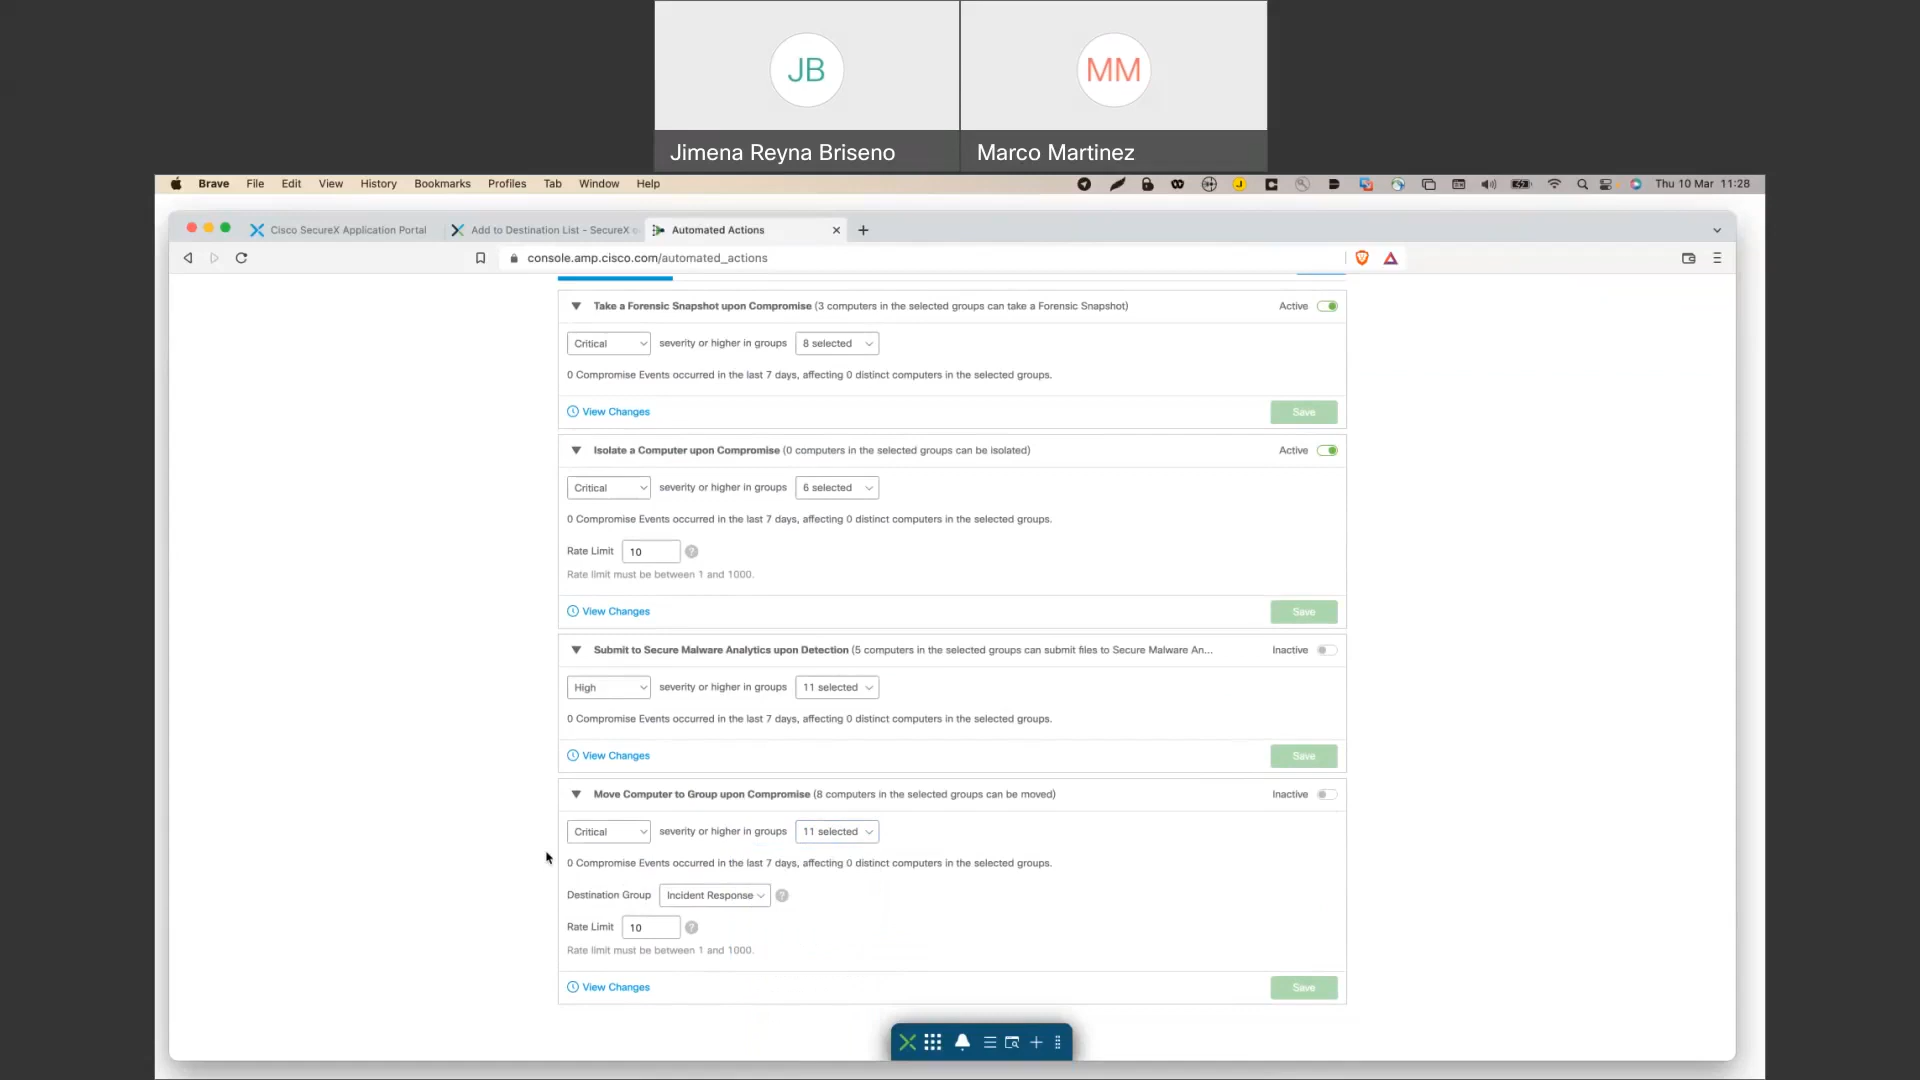 JB
MM
Jimena Reyna Briseno
Marco Martinez
Brave File Edit View History Bookmarks Profiles Tab Window Help
J
Thu 10 Mar 11:28
Cisco SecureX Application Portal
Add to Destination List - SecureX o
Automated Actions
console.amp.cisco.com/automated_actions
Take a Forensic Snapshot upon Compromise (3 computers in the selected groups can take a Forensic Snapshot)
Active
Critical severity or higher in groups 8 selected
0 Compromise Events occurred in the last 7 days, affecting 0 distinct computers in the selected groups.
View Changes
Save
Isolate a Computer upon Compromise (0 computers in the selected groups can be isolated)
Active
Critical severity or higher in groups 6 selected
0 Compromise Events occurred in the last 7 days, affecting 0 distinct computers in the selected groups.
Rate Limit 10 ?
Rate limit must be between 1 and 1000.
View Changes
Save
Submit to Secure Malware Analytics upon Detection (5 computers in the selected groups can submit files to Secure Malware An...
Inactive
High severity or higher in groups 11 selected
0 Compromise Events occurred in the last 7 days, affecting 0 distinct computers in the selected groups.
View Changes
Save
Move Computer to Group upon Compromise (8 computers in the selected groups can be moved)
Inactive
Critical severity or higher in groups 11 selected
0 Compromise Events occurred in the last 7 days, affecting 0 distinct computers in the selected groups.
Destination Group Incident Response ?
Rate Limit 10 ?
Rate limit must be between 1 and 1000.
View Changes
Save